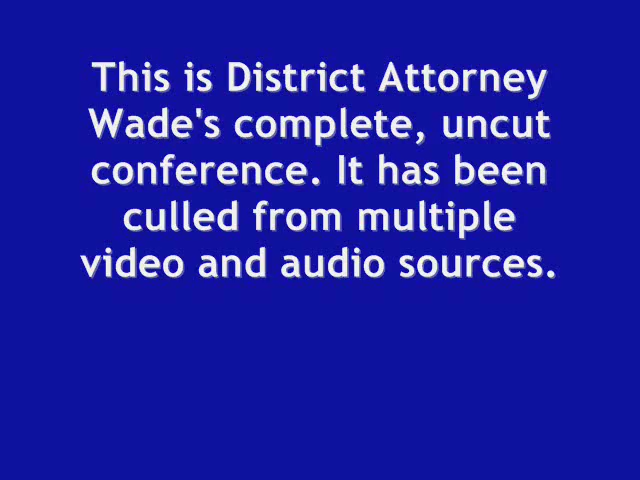 This is District Attorney
Wade's complete, uncut
conference. It has been
culled from multiple
video and audio sources.